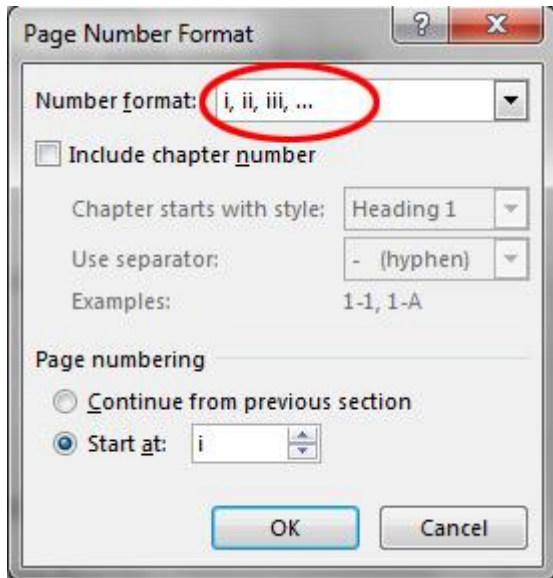 Page Number Format
?
X
Number format: i, ii, iii, ...
Include chapter number
Chapter starts with style: Heading 1
Use separator: - (hyphen)
Examples: 1-1, 1-A
Page numbering
Continue from previous section
Start at: i
OK Cancel